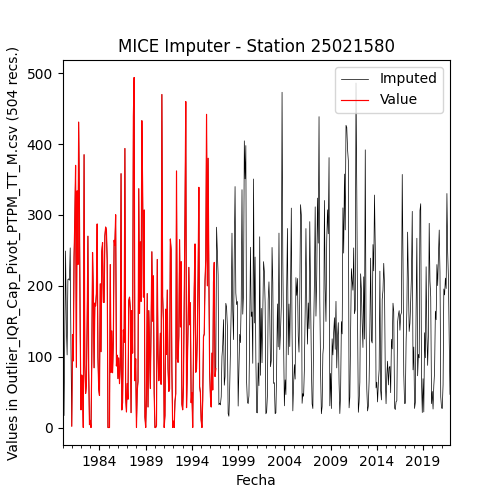 MICE Imputer - Station 25021580
Imputed
Value
Values in Outlier_IQR_Cap_Pivot_PTPM_TT_M.csv (504 recs.)
500
400
300
200
100
0
1984 1989 1994 1999 2004 2009 2014 2019
Fecha